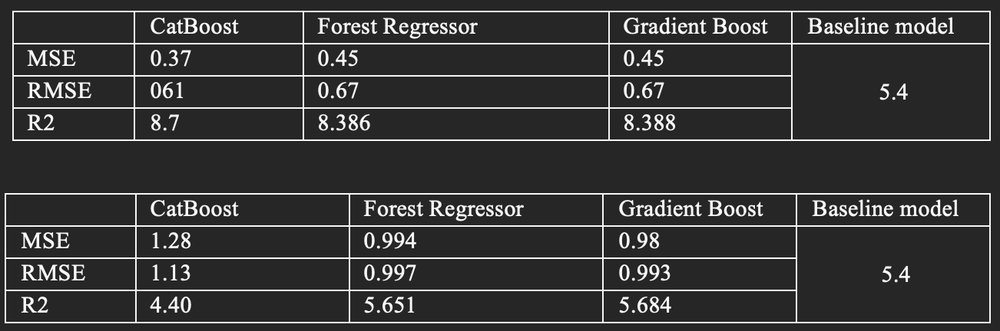 CatBoost Forest Regressor Gradient Boost Baseline model
MSE 0.37 0.45 0.45
RMSE 061 0.67 0.67 5.4
R2 8.7 8.386 8.388
CatBoost Forest Regressor Gradient Boost Baseline model
MSE 1.28 0.994 0.98
RMSE 1.13 0.997 0.993 5.4
R2 4.40 5.651 5.684